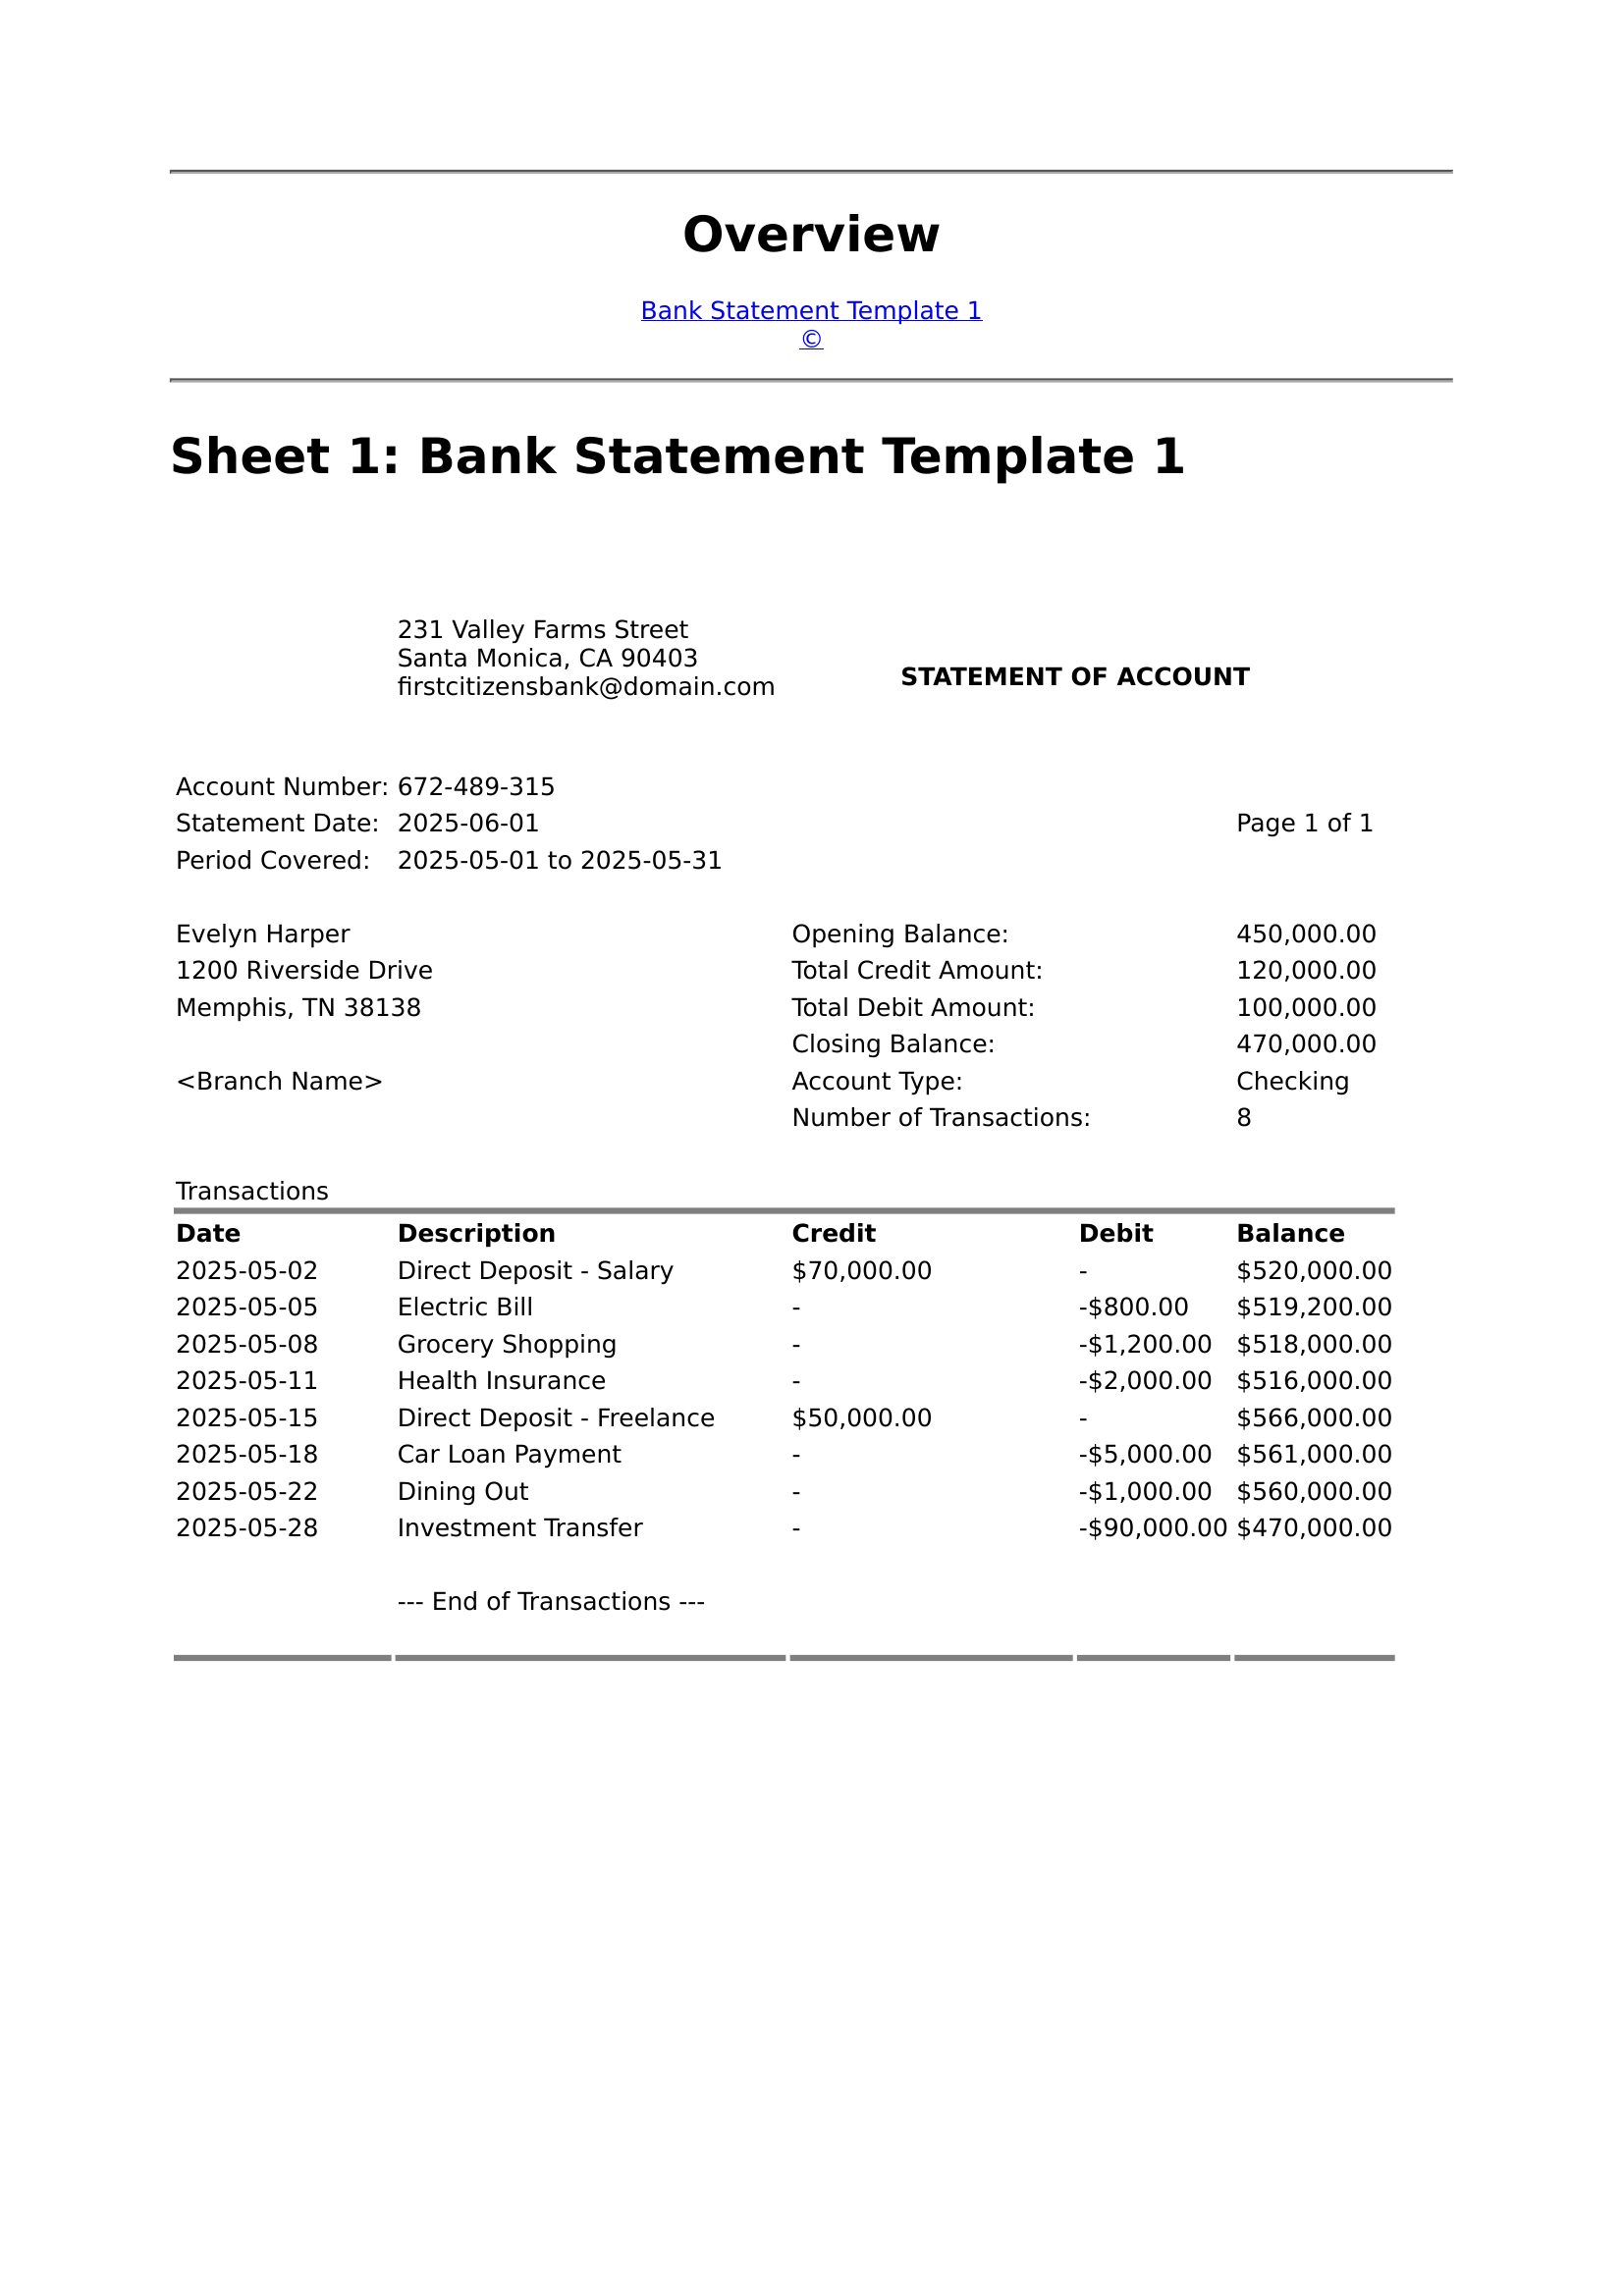 Overview
Bank Statement Template 1
©
Sheet 1: Bank Statement Template 1
231 Valley Farms Street
Santa Monica, CA 90403
firstcitizensbank@domain.com
STATEMENT OF ACCOUNT
Account Number: 672-489-315
Statement Date: 2025-06-01 Page 1 of 1
Period Covered: 2025-05-01 to 2025-05-31
Evelyn Harper Opening Balance: 450,000.00
1200 Riverside Drive Total Credit Amount: 120,000.00
Memphis, TN 38138 Total Debit Amount: 100,000.00
Closing Balance: 470,000.00
<Branch Name> Account Type: Checking
Number of Transactions: 8
Transactions
Date Description Credit Debit Balance
2025-05-02 Direct Deposit - Salary $70,000.00 - $520,000.00
2025-05-05 Electric Bill - -$800.00 $519,200.00
2025-05-08 Grocery Shopping - -$1,200.00 $518,000.00
2025-05-11 Health Insurance - -$2,000.00 $516,000.00
2025-05-15 Direct Deposit - Freelance $50,000.00 - $566,000.00
2025-05-18 Car Loan Payment - -$5,000.00 $561,000.00
2025-05-22 Dining Out - -$1,000.00 $560,000.00
2025-05-28 Investment Transfer - -$90,000.00 $470,000.00
--- End of Transactions ---